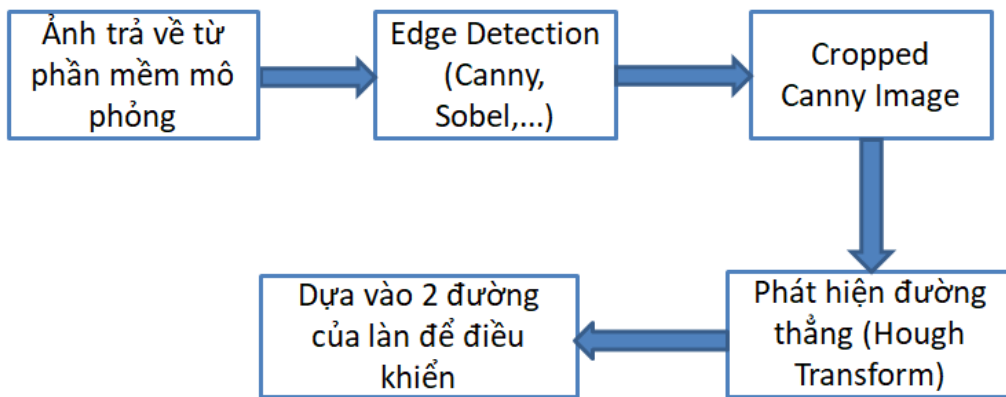 Ảnh trả về từ
phần mềm mô
phỏng
Edge Detection
(Canny,
Sobel,...)
Cropped
Canny Image
Phát hiện đường
thẳng (Hough
Transform)
Dựa vào 2 đường
của làn để điều
khiển